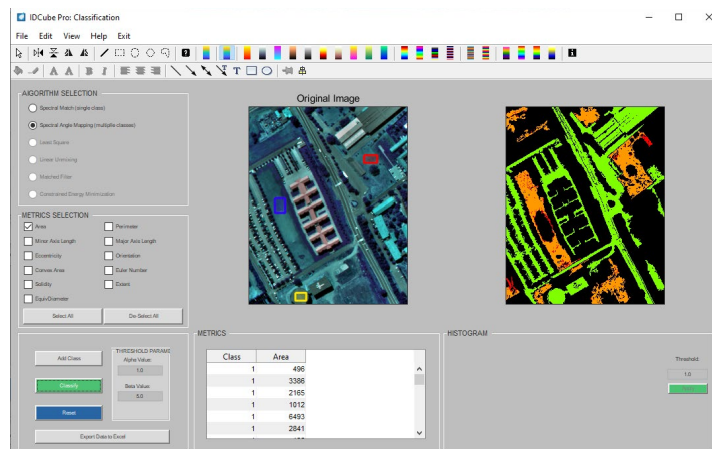 IDCube Pro: Classification
File Edit View Help Exit
ALGORITHM SELECTION
Spectral Match (single class)
Spectral Angle Mapping (multiple classes)
Least Square
Linear Unmixing
Matched Filter
Constrained Energy Minimization
METRICS SELECTION
Area Perimeter
Minor Axis Length Major Axis Length
Eccentricity Orientation
Convex Area Euler Number
Solidity Extent
EquivDiameter
Select All De-Select All
Add Class
Classify
Reset
THRESHOLD PARAME
Alpha Value:
1.0
Beta Value:
5.0
Export Data to Excel
Original Image
METRICS
Class Area
1 496
1 3386
1 2165
1 1012
1 6493
1 2841
HISTOGRAM
Threshold:
1.0